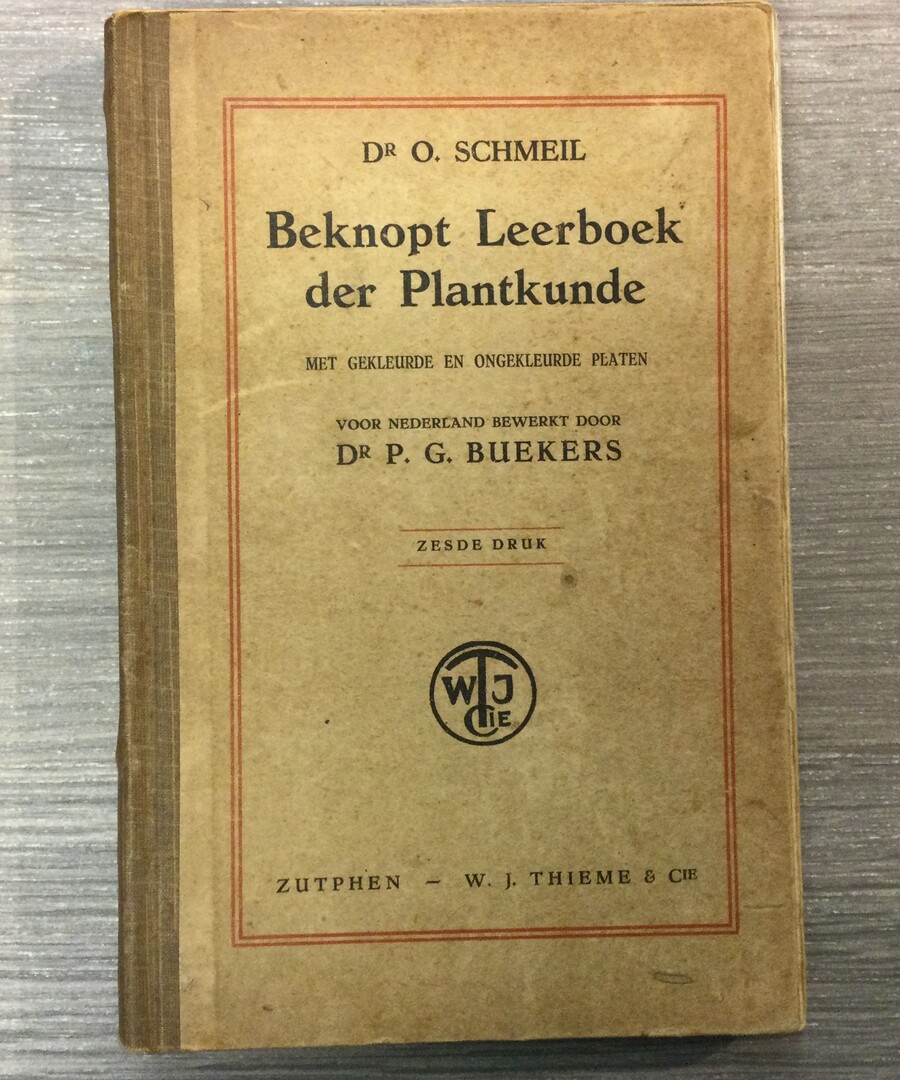 DR O. SCHMEIL
Beknopt Leerboek
der Plantkunde
MET GEKLEURDE EN ONGEKLEURDE PLATEN
VOOR NEDERLAND BEWERKT DOOR
DR P. G. BUEKERS
ZESDE DRUK
WTJ
CIE
ZUTPHEN – W. J. THIEME & CIE